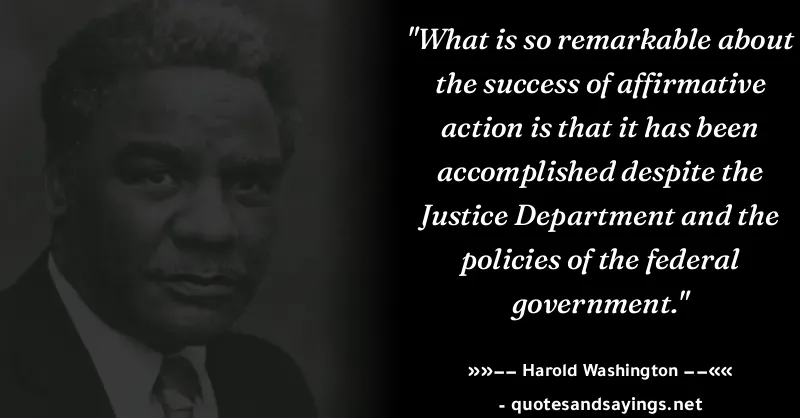 "What is so remarkable about
the success of affirmative
action is that it has been
accomplished despite the
Justice Department and the
policies of the federal
government."
»»−− Harold Washington −−««
- quotesandsayings.net